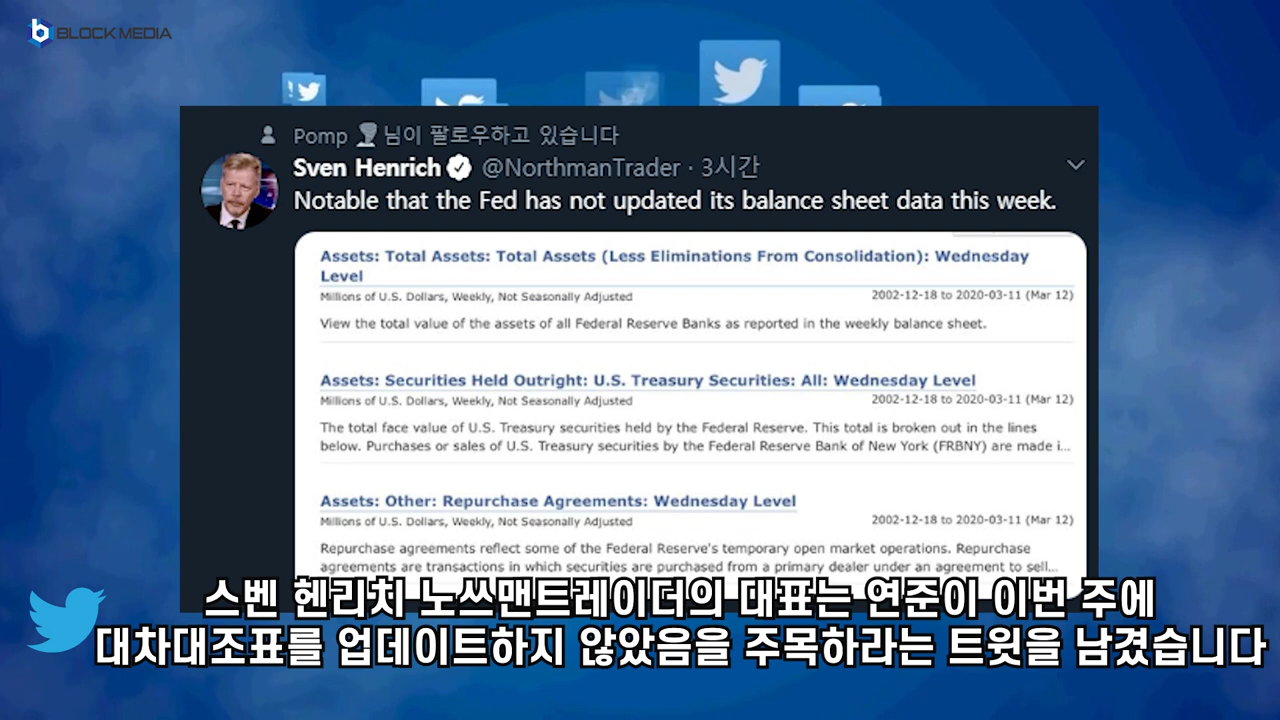 BLOCK MEDIA
Pomp 님이 팔로우하고 있습니다
Sven Henrich @NorthmanTrader · 3시간
Notable that the Fed has not updated its balance sheet data this week.
Assets: Total Assets: Total Assets (Less Eliminations From Consolidation): Wednesday
Level
Millions of U.S. Dollars, Weekly, Not Seasonally Adjusted 2002-12-18 to 2020-03-11 (Mar 12)
View the total value of the assets of all Federal Reserve Banks as reported in the weekly balance sheet.
Assets: Securities Held Outright: U.S. Treasury Securities: All: Wednesday Level
Millions of U.S. Dollars, Weekly, Not Seasonally Adjusted 2002-12-18 to 2020-03-11 (Mar 12)
The total face value of U.S. Treasury securities held by the Federal Reserve. This total is broken out in the lines
below. Purchases or sales of U.S. Treasury securities by the Federal Reserve Bank of New York (FRBNY) are made i...
Assets: Other: Repurchase Agreements: Wednesday Level
Millions of U.S. Dollars, Weekly, Not Seasonally Adjusted 2002-12-18 to 2020-03-11 (Mar 12)
Repurchase agreements reflect some of the Federal Reserve's temporary open market operations. Repurchase
agreements are transactions in which securities are purchased from a primary dealer under an agreement to sell...
스벤 헨리치 노쓰맨트레이더의 대표는 연준이 이번 주에
대차대조표를 업데이트하지 않았음을 주목하라는 트윗을 남겼습니다